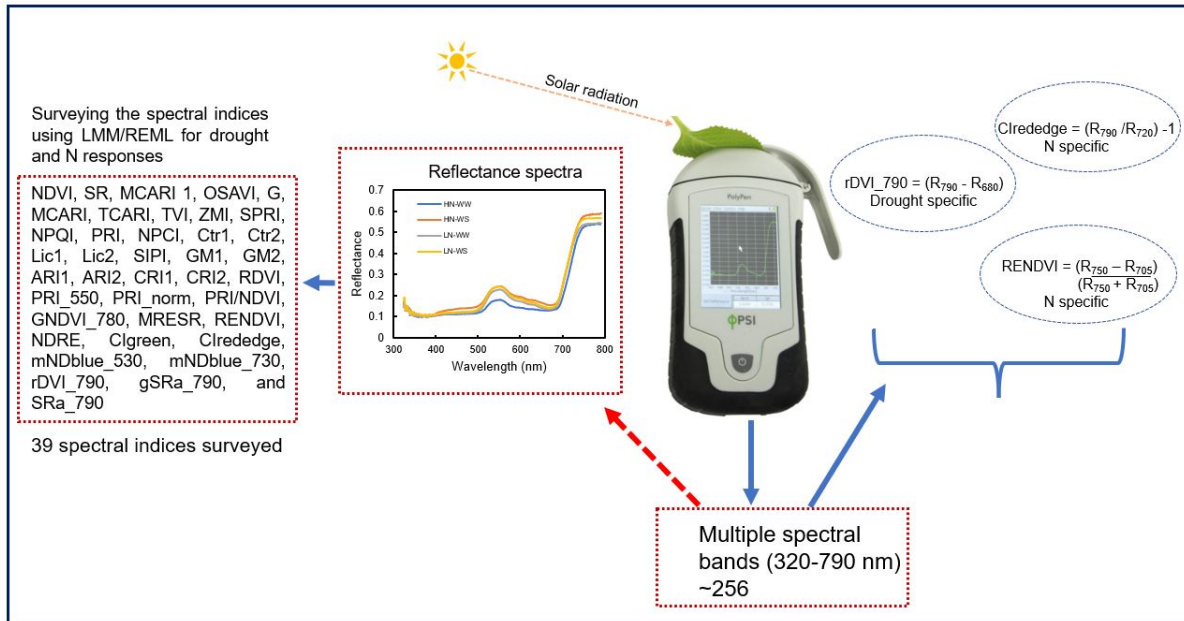 Solar radiation
Surveying the spectral indices
using LMM/REML for drought
and N responses
NDVI, SR, MCARI 1, OSAVI, G,
MCARI, TCARI, TVI, ZMI, SPRI,
NPQI, PRI, NPCI, Ctr1, Ctr2,
Lic1, Lic2, SIPI, GM1, GM2,
ARI1, ARI2, CRI1, CRI2, RDVI,
PRI_550, PRI_norm, PRI/NDVI,
GNDVI_780, MRESR, RENDVI,
NDRE, CIgreen, CIrededge,
mNDblue_530, mNDblue_730,
rDVI_790, gSRa_790, and
SRa_790
39 spectral indices surveyed
Reflectance spectra
0.7
0.6
0.5
0.4
0.3
0.2
0.1
0
HN-WW
HN-WS
LN-WW
LN-WS
Reflectance
300 400 500 600 700 800
Wavelength (nm)
PolyPen
PSI
CIrededge = (R790 /R720) -1
N specific
rDVI_790 = (R790 - R680)
Drought specific
RENDVI = (R750 – R705)
(R750 + R705)
N specific
Multiple spectral
bands (320-790 nm)
~256